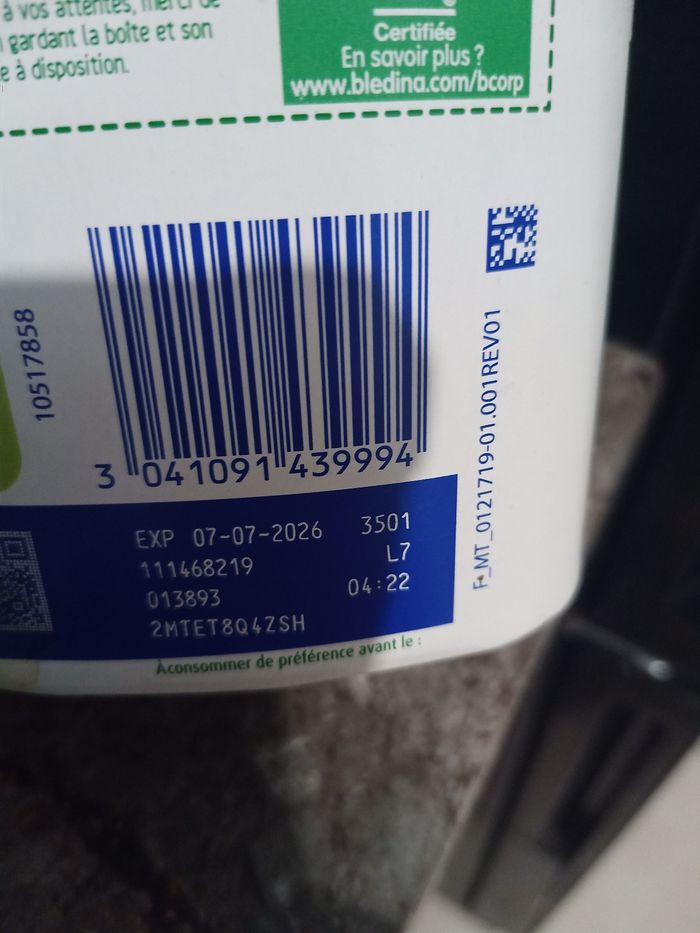 à vos attentes, merci de
gardant la boîte et son
à disposition.
Certifiée
En savoir plus ?
www.bledina.com/bcorp
10517858
3 041091 439994
F_MT_0121719-01.001REV01
EXP 07-07-2026 3501
111468219 L7
013893 04:22
2MTET8Q4ZSH
À consommer de préférence avant le :